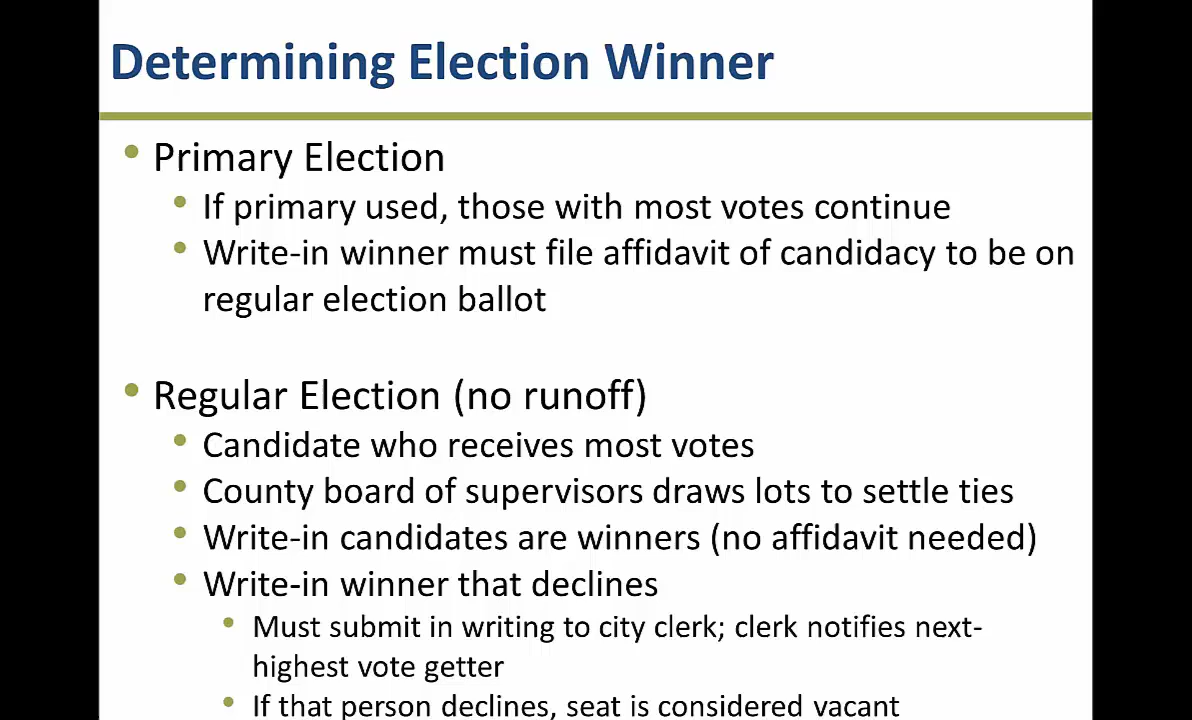 Determining Election Winner
• Primary Election
• If primary used, those with most votes continue
• Write-in winner must file affidavit of candidacy to be on
regular election ballot
• Regular Election (no runoff)
• Candidate who receives most votes
• County board of supervisors draws lots to settle ties
• Write-in candidates are winners (no affidavit needed)
• Write-in winner that declines
• Must submit in writing to city clerk; clerk notifies next-
highest vote getter
• If that person declines, seat is considered vacant